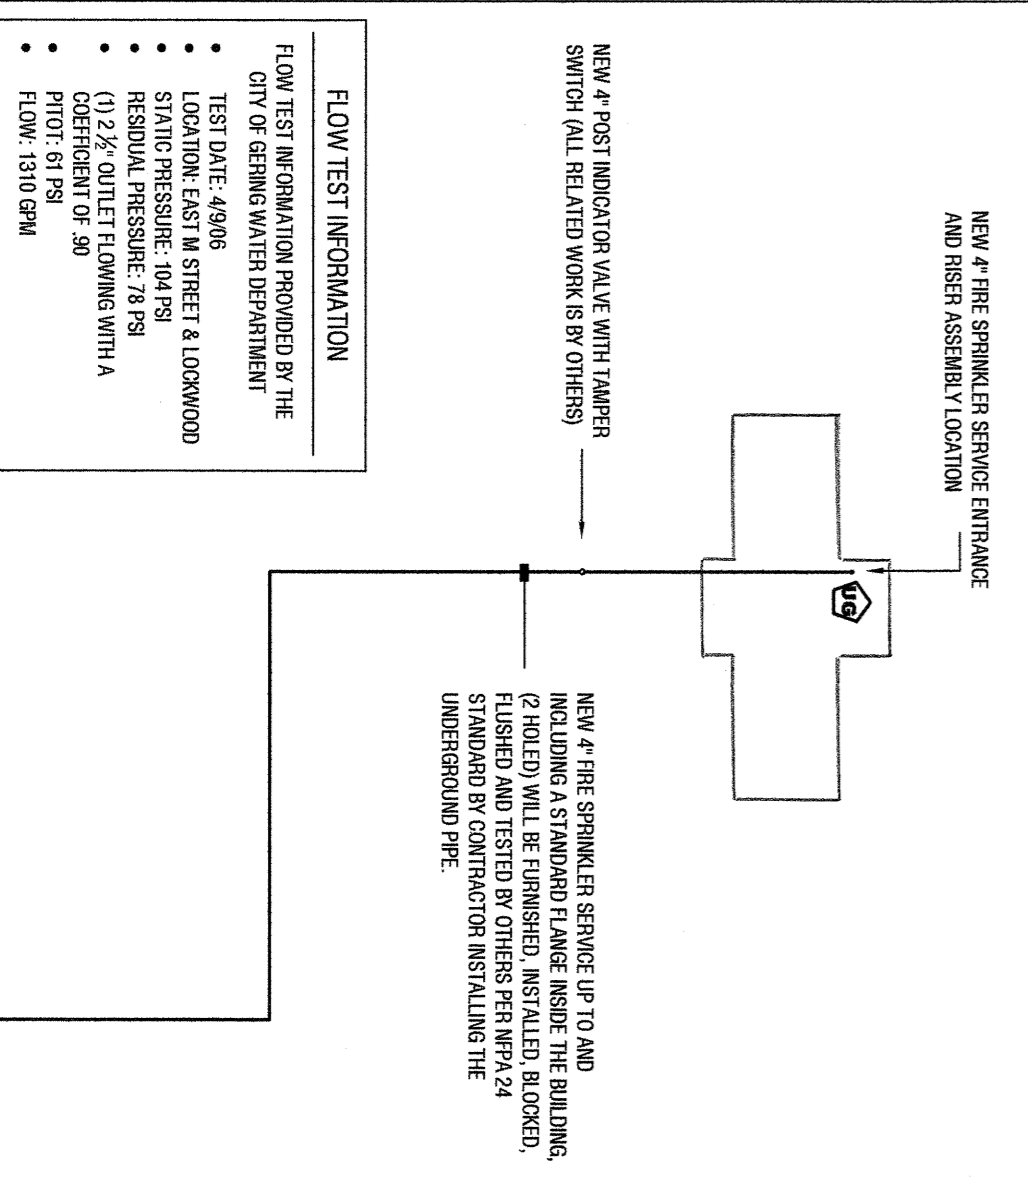 NEW 4" FIRE SPRINKLER SERVICE ENTRANCE
AND RISER ASSEMBLY LOCATION
UG
NEW 4" POST INDICATOR VALVE WITH TAMPER
SWITCH (ALL RELATED WORK IS BY OTHERS)
NEW 4" FIRE SPRINKLER SERVICE UP TO AND
INCLUDING A STANDARD FLANGE INSIDE THE BUILDING,
(2 HOLED) WILL BE FURNISHED, INSTALLED, BLOCKED,
FLUSHED AND TESTED BY OTHERS PER NFPA 24
STANDARD BY CONTRACTOR INSTALLING THE
UNDERGROUND PIPE.
FLOW TEST INFORMATION
FLOW TEST INFORMATION PROVIDED BY THE
CITY OF GERING WATER DEPARTMENT
• TEST DATE: 4/9/06
• LOCATION: EAST M STREET & LOCKWOOD
• STATIC PRESSURE: 104 PSI
• RESIDUAL PRESSURE: 78 PSI
• (1) 2 ½" OUTLET FLOWING WITH A
COEFFICIENT OF .90
• PITOT: 61 PSI
• FLOW: 1310 GPM